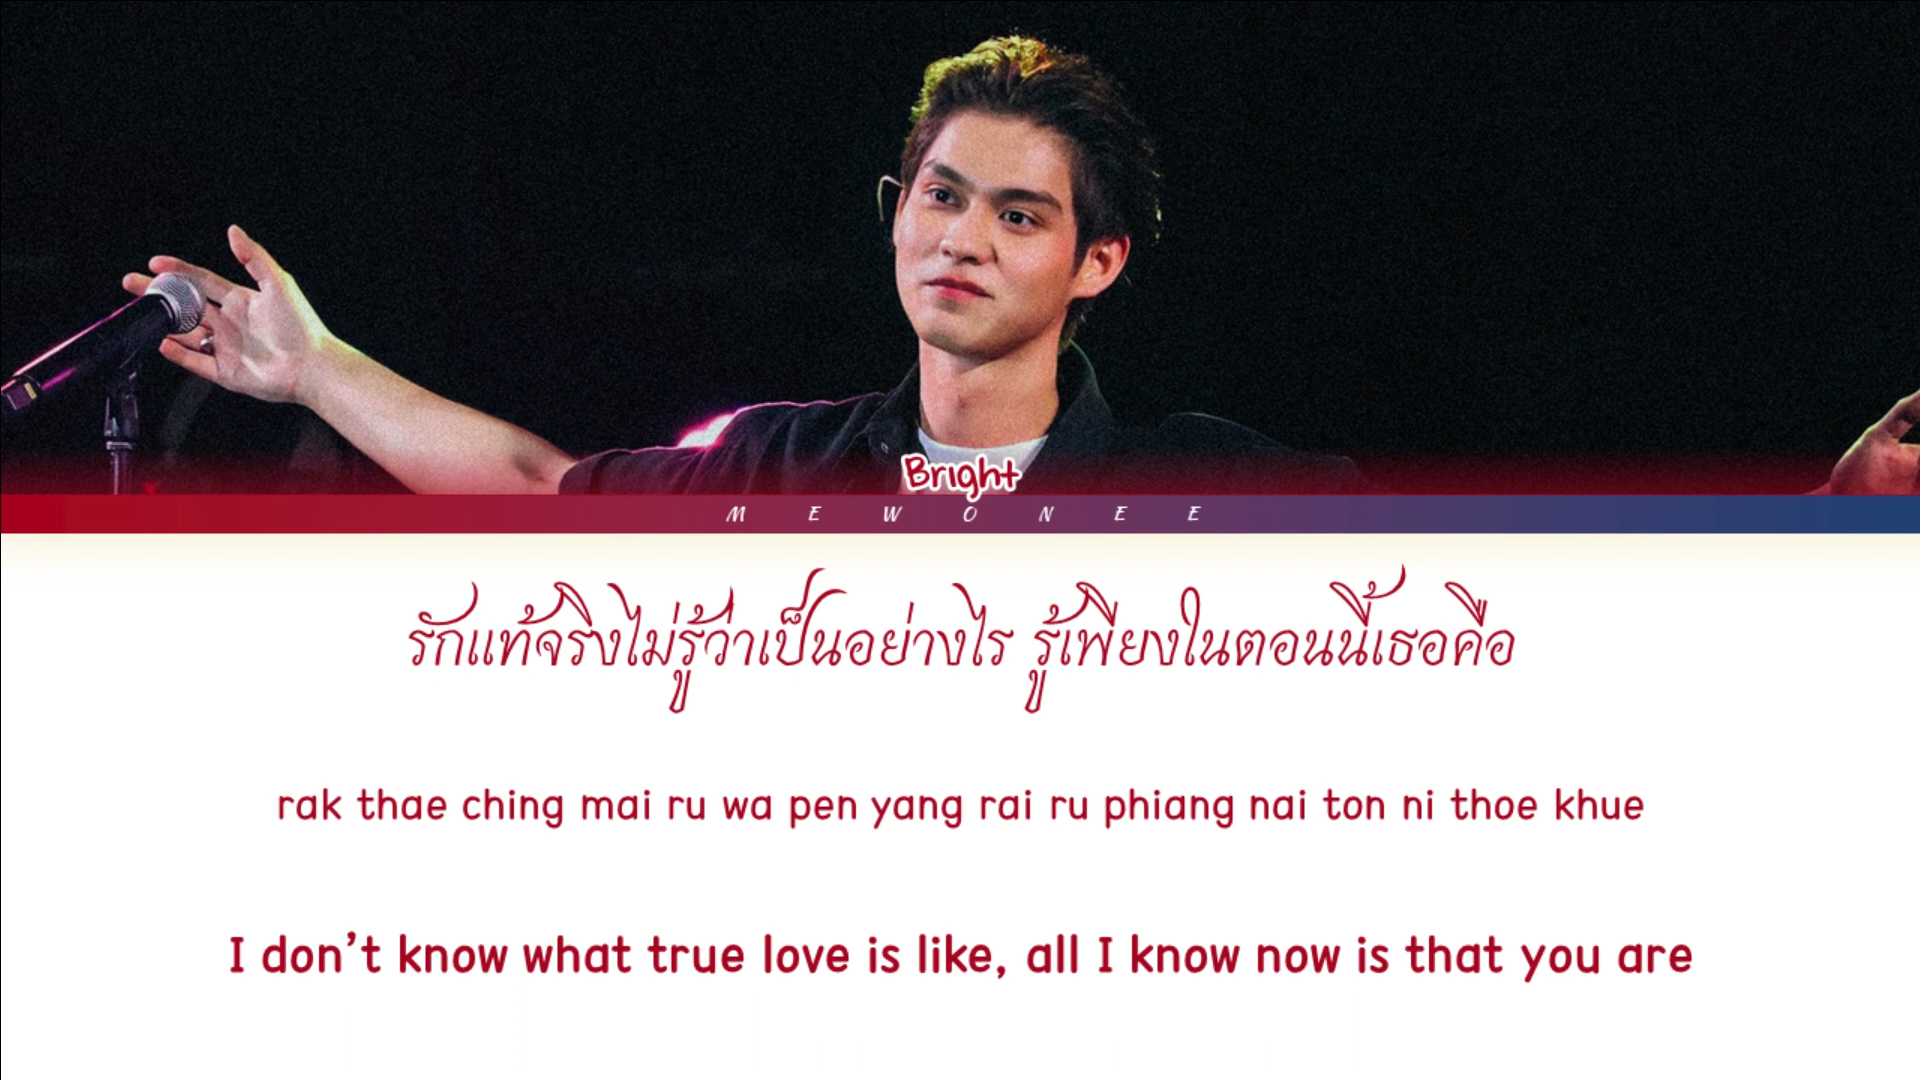 Bright
MEWONEE
รักแท้จริงไม่รู้ว่าเป็นอย่างไร รู้เพียงในตอนนี้เธอคือ
rak thae ching mai ru wa pen yang rai ru phiang nai ton ni thoe khue
I don’t know what true love is like, all I know now is that you are